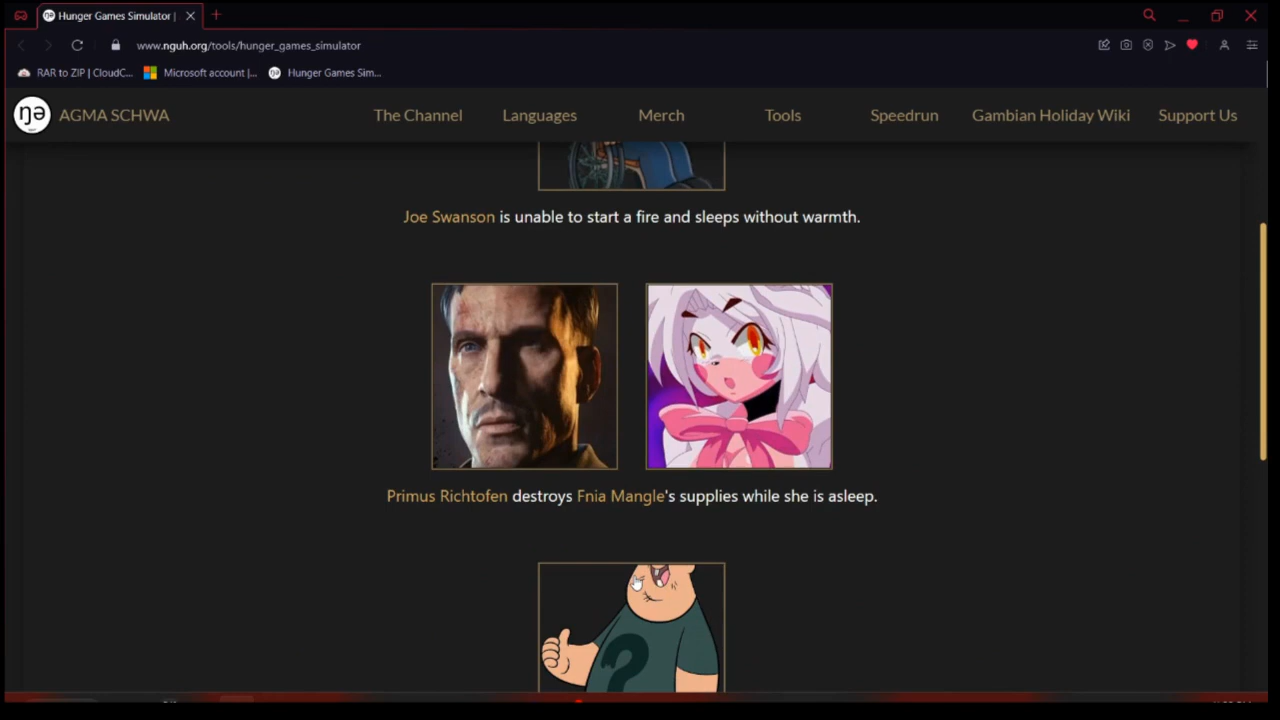 Hunger Games Simulator |
www.nguh.org/tools/hunger_games_simulator
RAR to ZIP | CloudC... Microsoft account |... Hunger Games Sim...
ŋə AGMA SCHWA The Channel Languages Merch Tools Speedrun Gambian Holiday Wiki Support Us
Joe Swanson is unable to start a fire and sleeps without warmth.
Primus Richtofen destroys Fnia Mangle's supplies while she is asleep.
?